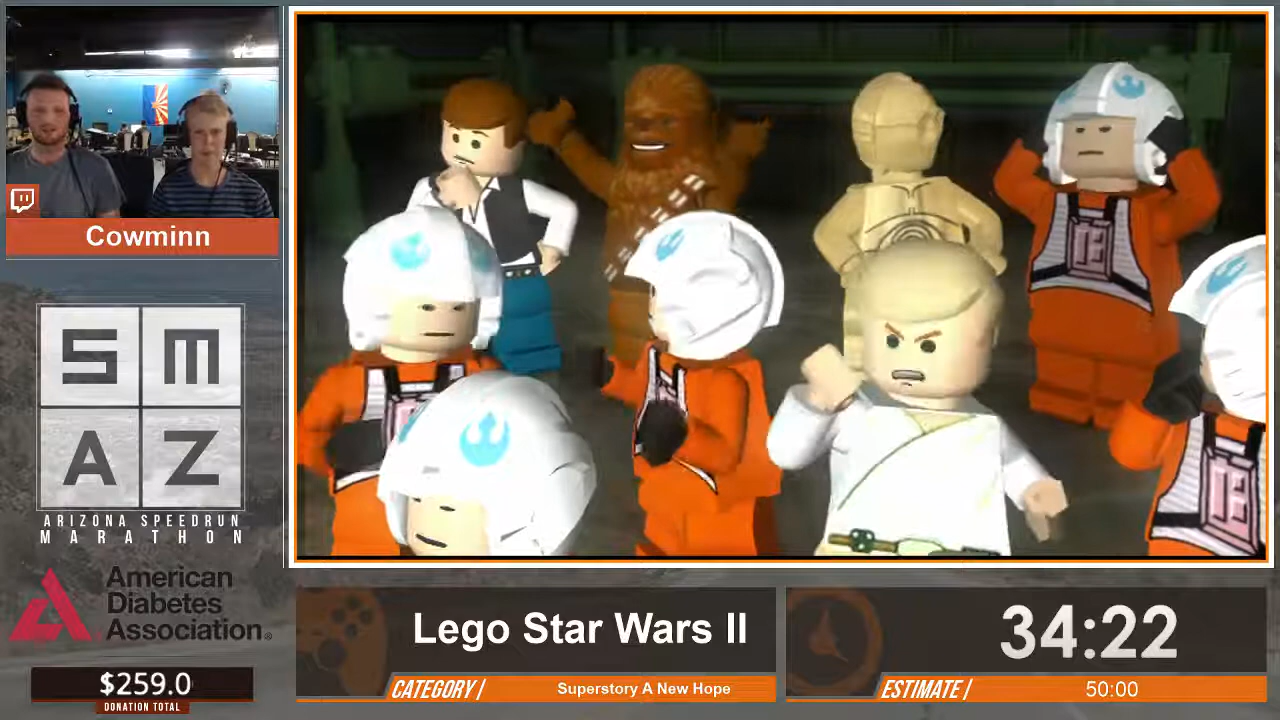 Cowminn
S M
A Z
ARIZONA SPEEDRUN
MARATHON
American
Diabetes
Association®
$259.0
DONATION TOTAL
Lego Star Wars II
CATEGORY/ Superstory A New Hope
34:22
ESTIMATE/ 50:00